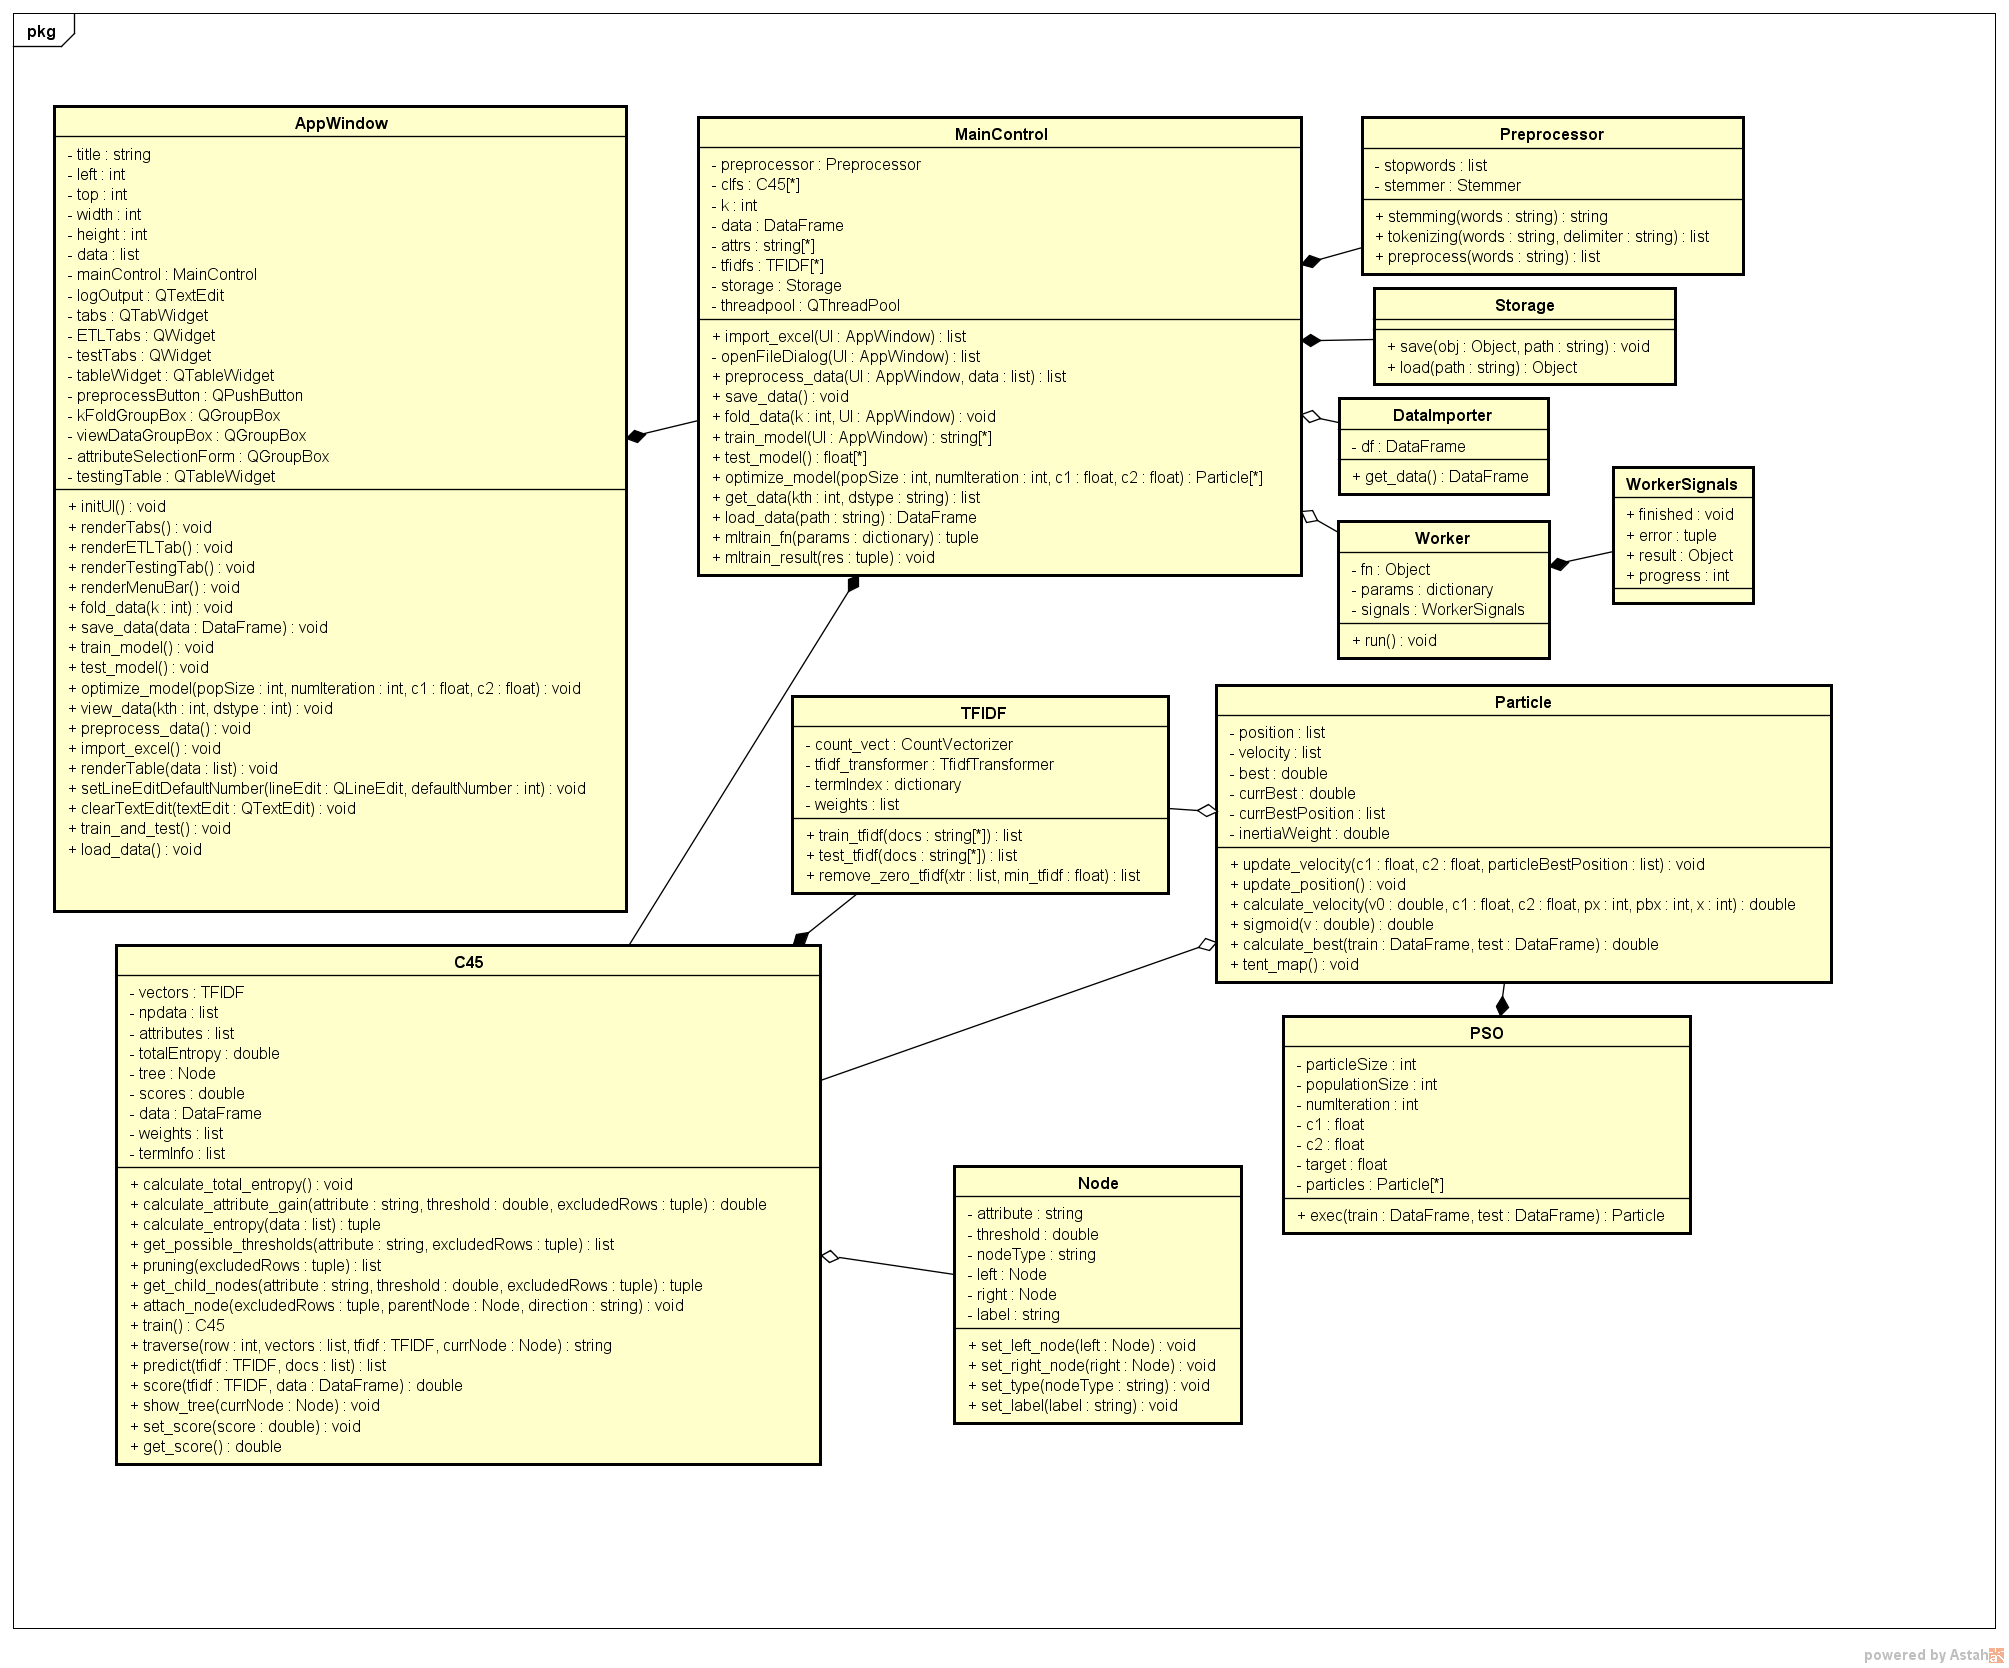 pkg
AppWindow
- title : string
- left : int
- top : int
- width : int
- height : int
- data : list
- mainControl : MainControl
- logOutput : QTextEdit
- tabs : QTabWidget
- ETLTabs : QWidget
- testTabs : QWidget
- tableWidget : QTableWidget
- preprocessButton : QPushButton
- kFoldGroupBox : QGroupBox
- viewDataGroupBox : QGroupBox
- attributeSelectionForm : QGroupBox
- testingTable : QTableWidget
+ initUI() : void
+ renderTabs() : void
+ renderETLTab() : void
+ renderTestingTab() : void
+ renderMenuBar() : void
+ fold_data(k : int) : void
+ save_data(data : DataFrame) : void
+ train_model() : void
+ test_model() : void
+ optimize_model(popSize : int, numIteration : int, c1 : float, c2 : float) : void
+ view_data(kth : int, dstype : int) : void
+ preprocess_data() : void
+ import_excel() : void
+ renderTable(data : list) : void
+ setLineEditDefaultNumber(lineEdit : QLineEdit, defaultNumber : int) : void
+ clearTextEdit(textEdit : QTextEdit) : void
+ train_and_test() : void
+ load_data() : void
MainControl
- preprocessor : Preprocessor
- clfs : C45[*]
- k : int
- data : DataFrame
- attrs : string[*]
- tfidfs : TFIDF[*]
- storage : Storage
- threadpool : QThreadPool
+ import_excel(UI : AppWindow) : list
- openFileDialog(UI : AppWindow) : list
+ preprocess_data(UI : AppWindow, data : list) : list
+ save_data() : void
+ fold_data(k : int, UI : AppWindow) : void
+ train_model(UI : AppWindow) : string[*]
+ test_model() : float[*]
+ optimize_model(popSize : int, numIteration : int, c1 : float, c2 : float) : Particle[*]
+ get_data(kth : int, dstype : string) : list
+ load_data(path : string) : DataFrame
+ mltrain_fn(params : dictionary) : tuple
+ mltrain_result(res : tuple) : void
Preprocessor
- stopwords : list
- stemmer : Stemmer
+ stemming(words : string) : string
+ tokenizing(words : string, delimiter : string) : list
+ preprocess(words : string) : list
Storage
+ save(obj : Object, path : string) : void
+ load(path : string) : Object
DataImporter
- df : DataFrame
+ get_data() : DataFrame
Worker
- fn : Object
- params : dictionary
- signals : WorkerSignals
+ run() : void
WorkerSignals
+ finished : void
+ error : tuple
+ result : Object
+ progress : int
TFIDF
- count_vect : CountVectorizer
- tfidf_transformer : TfidfTransformer
- termIndex : dictionary
- weights : list
+ train_tfidf(docs : string[*]) : list
+ test_tfidf(docs : string[*]) : list
+ remove_zero_tfidf(xtr : list, min_tfidf : float) : list
Particle
- position : list
- velocity : list
- best : double
- currBest : double
- currBestPosition : list
- inertiaWeight : double
+ update_velocity(c1 : float, c2 : float, particleBestPosition : list) : void
+ update_position() : void
+ calculate_velocity(v0 : double, c1 : float, c2 : float, px : int, pbx : int, x : int) : double
+ sigmoid(v : double) : double
+ calculate_best(train : DataFrame, test : DataFrame) : double
+ tent_map() : void
C45
- vectors : TFIDF
- npdata : list
- attributes : list
- totalEntropy : double
- tree : Node
- scores : double
- data : DataFrame
- weights : list
- termInfo : list
+ calculate_total_entropy() : void
+ calculate_attribute_gain(attribute : string, threshold : double, excludedRows : tuple) : double
+ calculate_entropy(data : list) : tuple
+ get_possible_thresholds(attribute : string, excludedRows : tuple) : list
+ pruning(excludedRows : tuple) : list
+ get_child_nodes(attribute : string, threshold : double, excludedRows : tuple) : tuple
+ attach_node(excludedRows : tuple, parentNode : Node, direction : string) : void
+ train() : C45
+ traverse(row : int, vectors : list, tfidf : TFIDF, currNode : Node) : string
+ predict(tfidf : TFIDF, docs : list) : list
+ score(tfidf : TFIDF, data : DataFrame) : double
+ show_tree(currNode : Node) : void
+ set_score(score : double) : void
+ get_score() : double
PSO
- particleSize : int
- populationSize : int
- numIteration : int
- c1 : float
- c2 : float
- target : float
- particles : Particle[*]
+ exec(train : DataFrame, test : DataFrame) : Particle
Node
- attribute : string
- threshold : double
- nodeType : string
- left : Node
- right : Node
- label : string
+ set_left_node(left : Node) : void
+ set_right_node(right : Node) : void
+ set_type(nodeType : string) : void
+ set_label(label : string) : void
powered by Astah